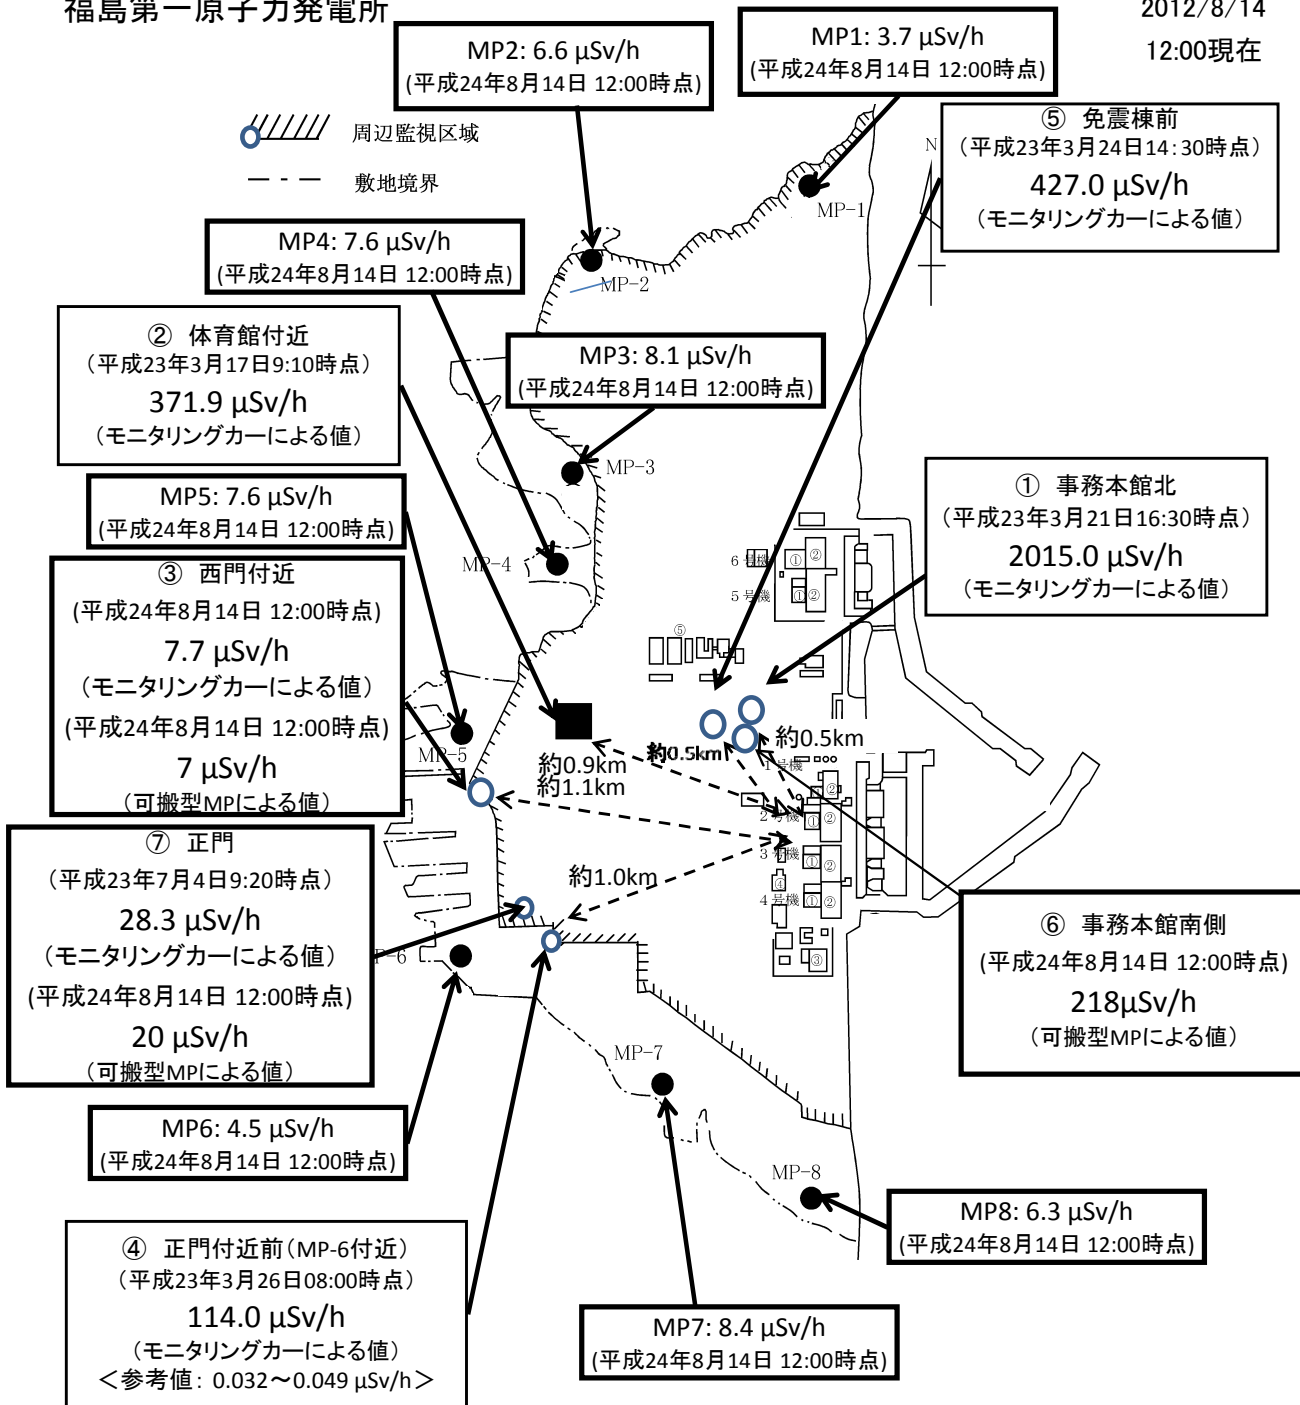 福島第一原子力発電所
2012/8/14
12:00現在
MP2: 6.6 μSv/h
(平成24年8月14日 12:00時点)
MP1: 3.7 μSv/h
(平成24年8月14日 12:00時点)
周辺監視区域
敷地境界
⑤ 免震棟前
(平成23年3月24日14:30時点)
427.0 μSv/h
(モニタリングカーによる値)
N
MP-1
MP4: 7.6 μSv/h
(平成24年8月14日 12:00時点)
MP-2
② 体育館付近
(平成23年3月17日9:10時点)
371.9 μSv/h
(モニタリングカーによる値)
MP3: 8.1 μSv/h
(平成24年8月14日 12:00時点)
MP-3
MP5: 7.6 μSv/h
(平成24年8月14日 12:00時点)
① 事務本館北
(平成23年3月21日16:30時点)
2015.0 μSv/h
(モニタリングカーによる値)
MP-4
6号機
① ②
5号機
① ②
③ 西門付近
(平成24年8月14日 12:00時点)
7.7 μSv/h
(モニタリングカーによる値)
(平成24年8月14日 12:00時点)
7 μSv/h
(可搬型MPによる値)
⑤
MP-5
約0.9km
約1.1km
約0.5km
約0.5km
1号機
②
2号機
① ②
3号機
① ②
④
4号機
① ②
③
約1.0km
⑦ 正門
(平成23年7月4日9:20時点)
28.3 μSv/h
(モニタリングカーによる値)
(平成24年8月14日 12:00時点)
20 μSv/h
(可搬型MPによる値)
P-6
⑥ 事務本館南側
(平成24年8月14日 12:00時点)
218μSv/h
(可搬型MPによる値)
MP-7
MP6: 4.5 μSv/h
(平成24年8月14日 12:00時点)
MP-8
MP8: 6.3 μSv/h
(平成24年8月14日 12:00時点)
④ 正門付近前(MP-6付近)
(平成23年3月26日08:00時点)
114.0 μSv/h
(モニタリングカーによる値)
＜参考値: 0.032～0.049 μSv/h＞
MP7: 8.4 μSv/h
(平成24年8月14日 12:00時点)